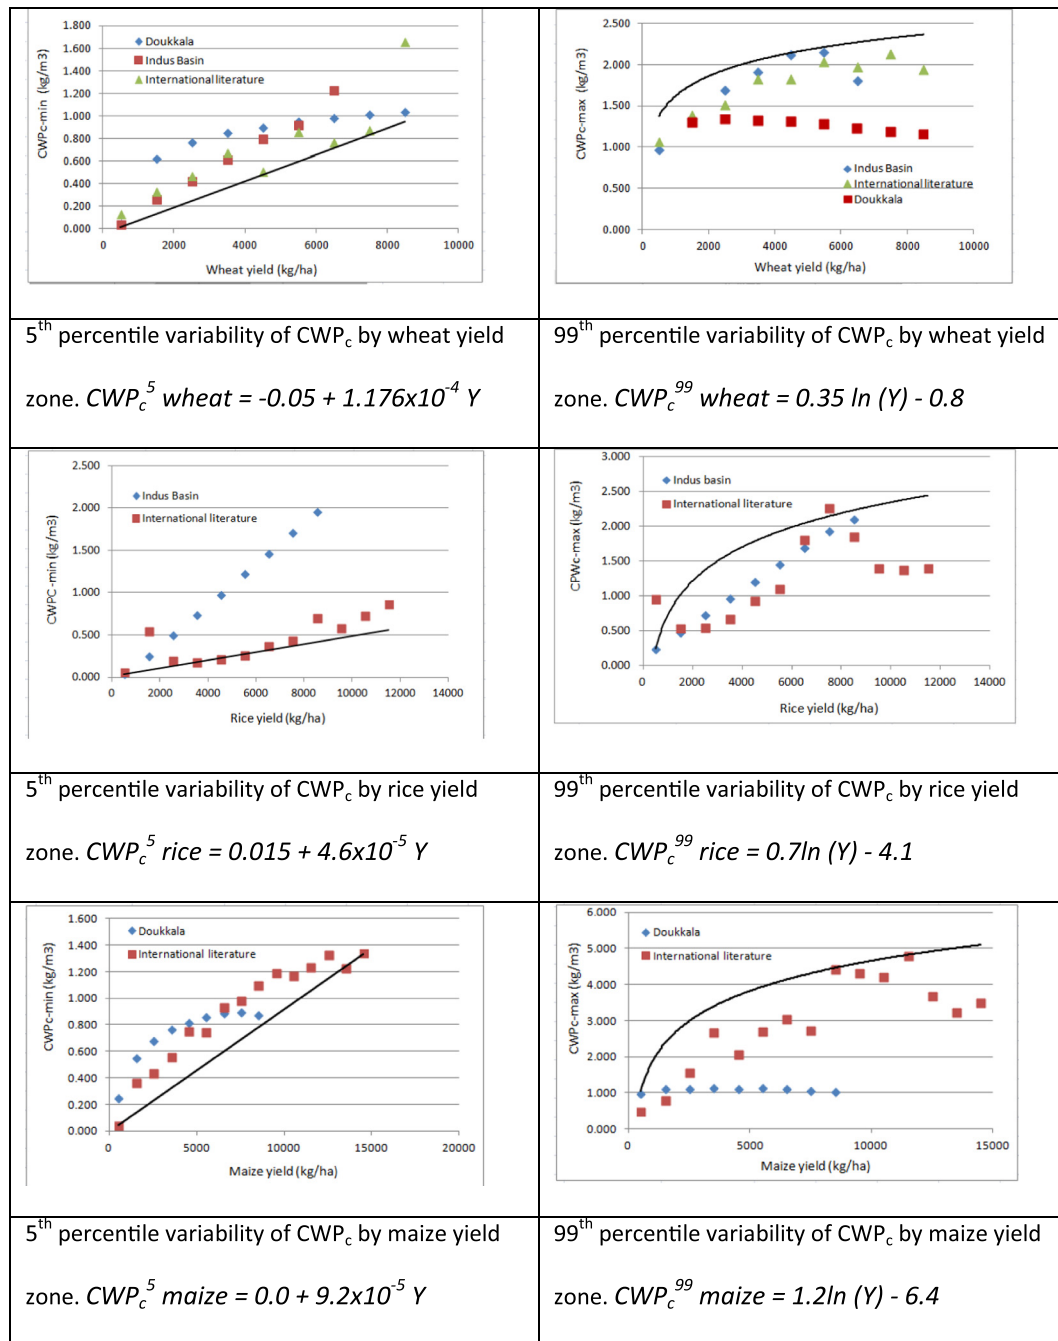 1.800
1.600
1.400
1.200
1.000
0.800
0.600
0.400
0.200
0.000
CWPc-min (kg/m3)
Doukkala
Indus Basin
International literature
0 2000 4000 6000 8000 10000
Wheat yield (kg/ha)
2.500
2.000
1.500
1.000
0.500
0.000
CWPc-max (kg/m3)
Indus Basin
International literature
Doukkala
0 2000 4000 6000 8000 10000
Wheat yield (kg/ha)
5th percentile variability of CWPc by wheat yield
zone. CWPc5 wheat = -0.05 + 1.176x10-4 Y
99th percentile variability of CWPc by wheat yield
zone. CWPc99 wheat = 0.35 ln (Y) - 0.8
2.500
2.000
1.500
1.000
0.500
0.000
CWPC-min (kg/m3)
Indus Basin
International literature
0 2000 4000 6000 8000 10000 12000 14000
Rice yield (kg/ha)
3.000
2.500
2.000
1.500
1.000
0.500
0.000
CPWc-max (kg/m3)
Indus basin
International literature
0 2000 4000 6000 8000 10000 12000 14000
Rice yield (kg/ha)
5th percentile variability of CWPc by rice yield
zone. CWPc5 rice = 0.015 + 4.6x10-5 Y
99th percentile variability of CWPc by rice yield
zone. CWPc99 rice = 0.7ln (Y) - 4.1
1.600
1.400
1.200
1.000
0.800
0.600
0.400
0.200
0.000
CWPc-min (kg/m3)
Doukkala
International literature
0 5000 10000 15000 20000
Maize yield (kg/ha)
6.000
5.000
4.000
3.000
2.000
1.000
0.000
CWPc-max (kg/m3)
Doukkala
International literature
0 5000 10000 15000
Maize yield (kg/ha)
5th percentile variability of CWPc by maize yield
zone. CWPc5 maize = 0.0 + 9.2x10-5 Y
99th percentile variability of CWPc by maize yield
zone. CWPc99 maize = 1.2ln (Y) - 6.4